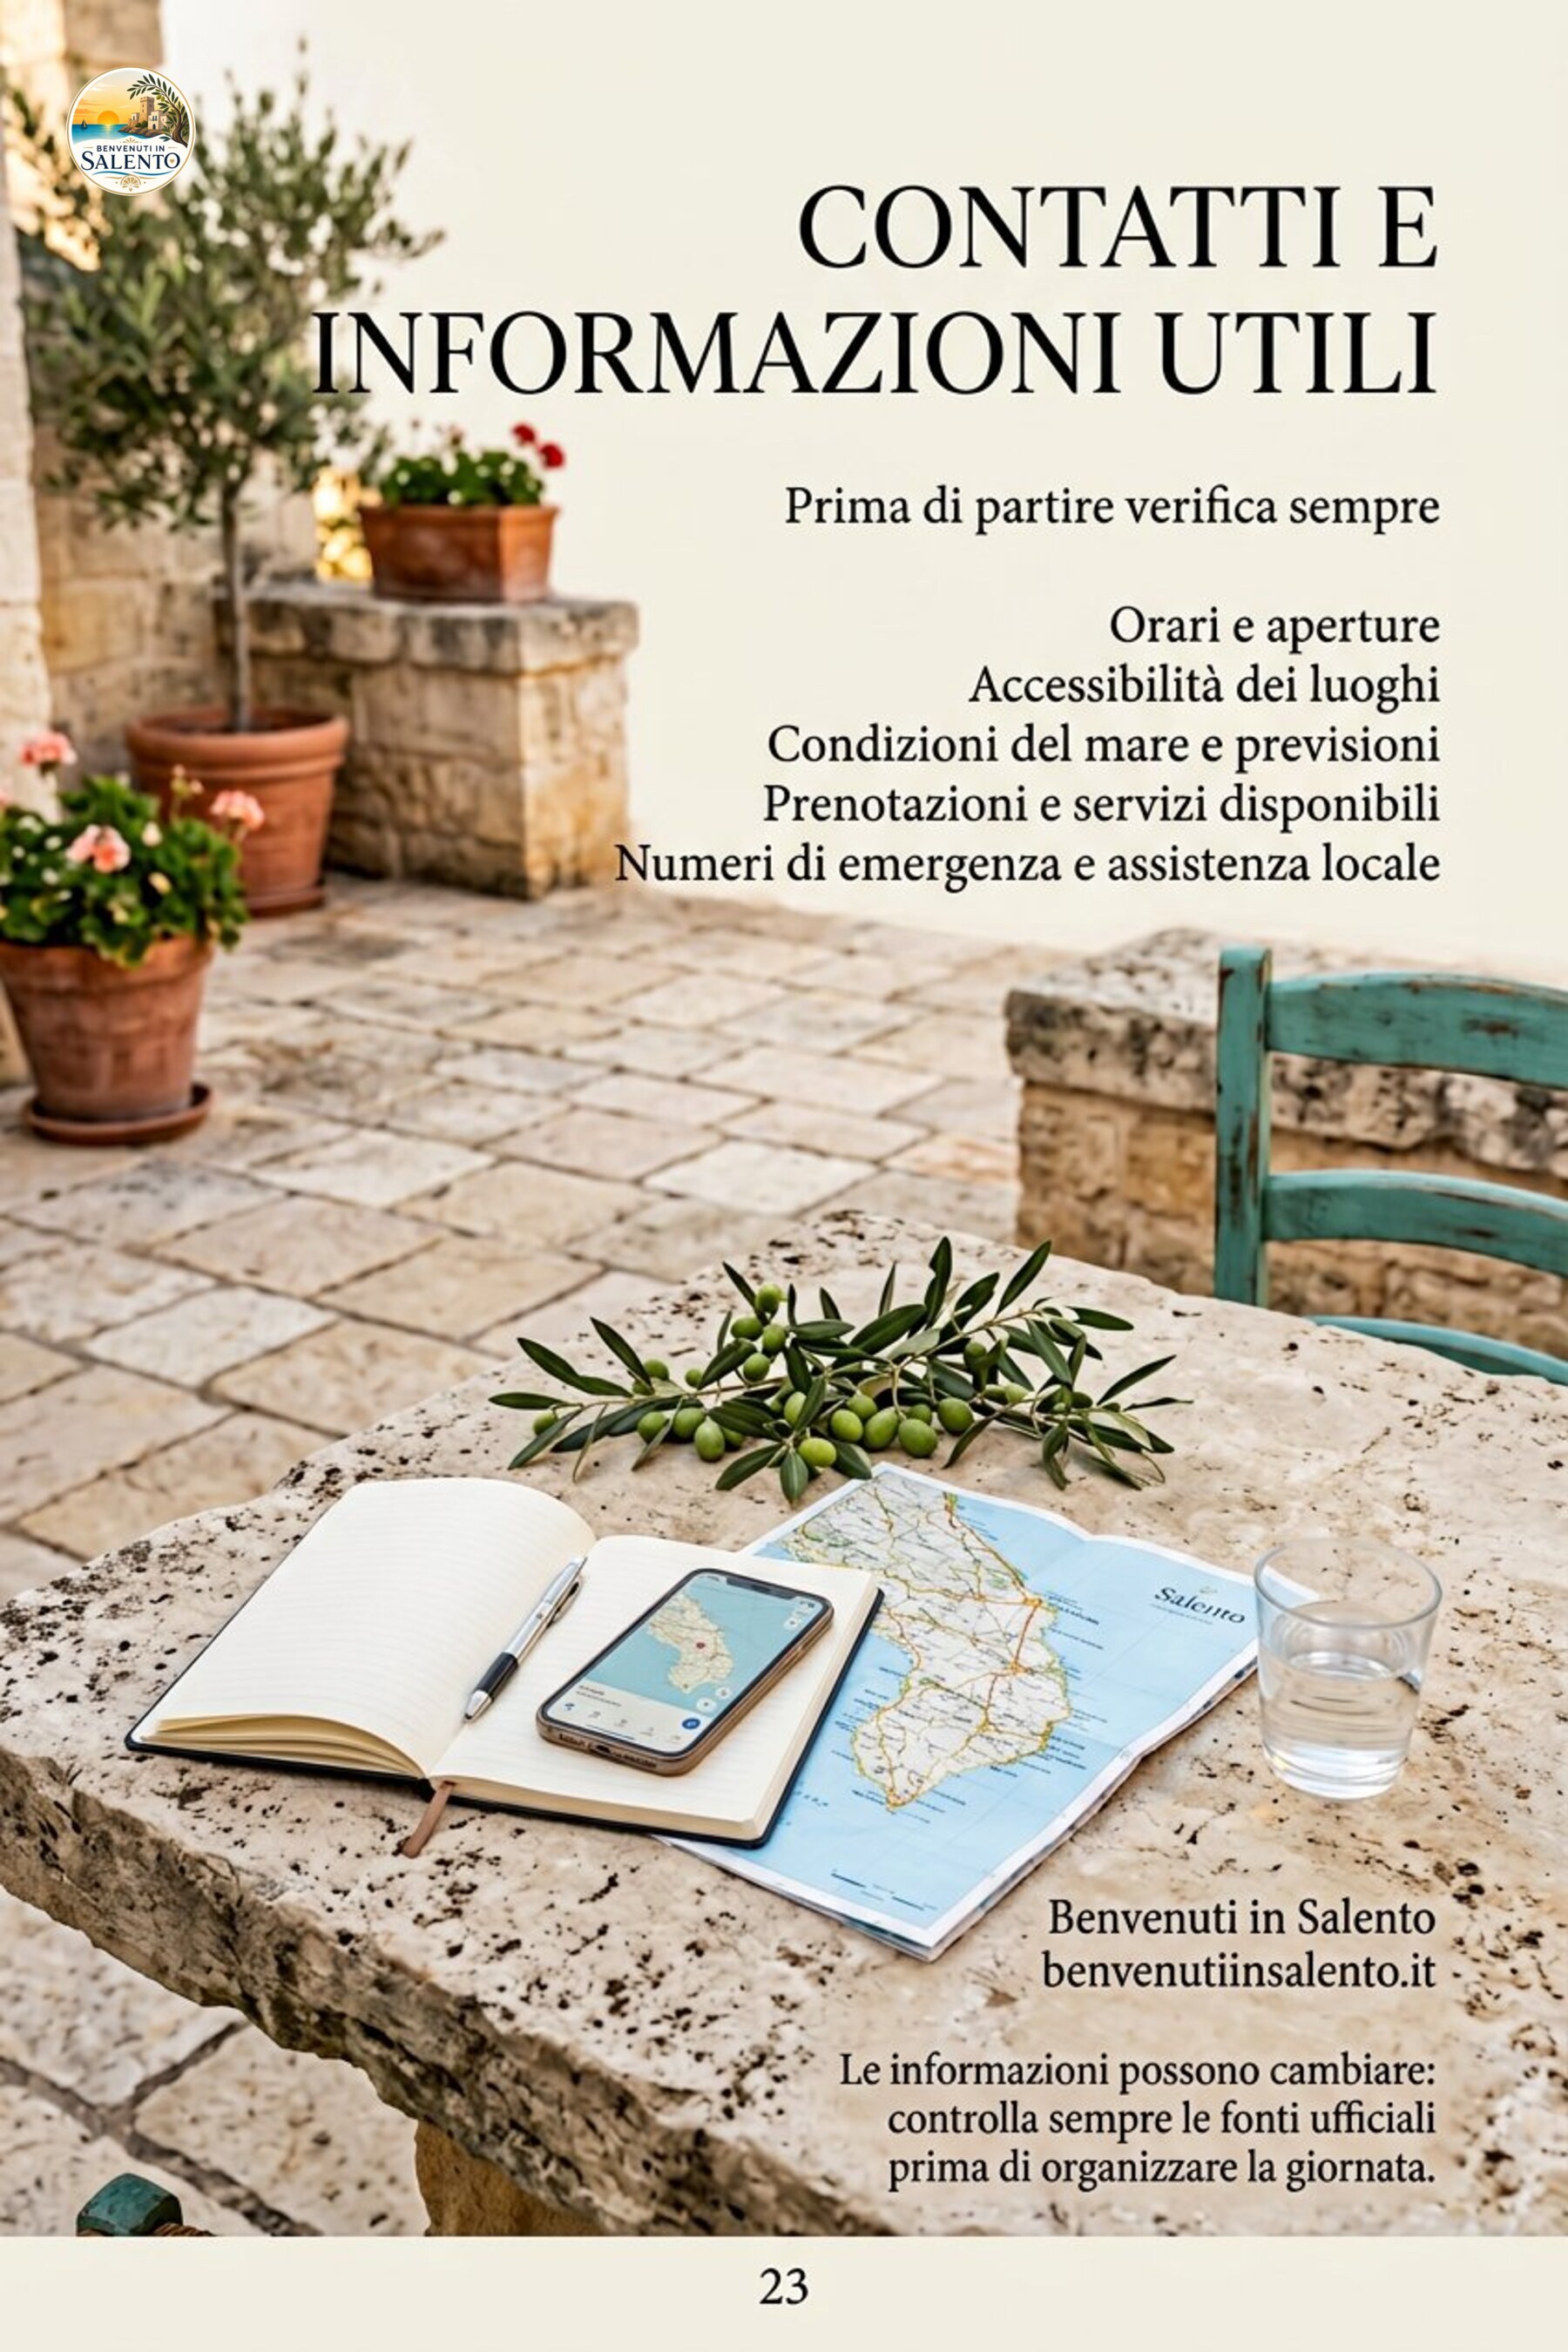 BENVENUTI IN
SALENTO
CONTATTI E
INFORMAZIONI UTILI
Prima di partire verifica sempre
Orari e aperture
Accessibilità dei luoghi
Condizioni del mare e previsioni
Prenotazioni e servizi disponibili
Numeri di emergenza e assistenza locale
Salento
Benvenuti in Salento
benvenutiinsalento.it
Le informazioni possono cambiare:
controlla sempre le fonti ufficiali
prima di organizzare la giornata.
23